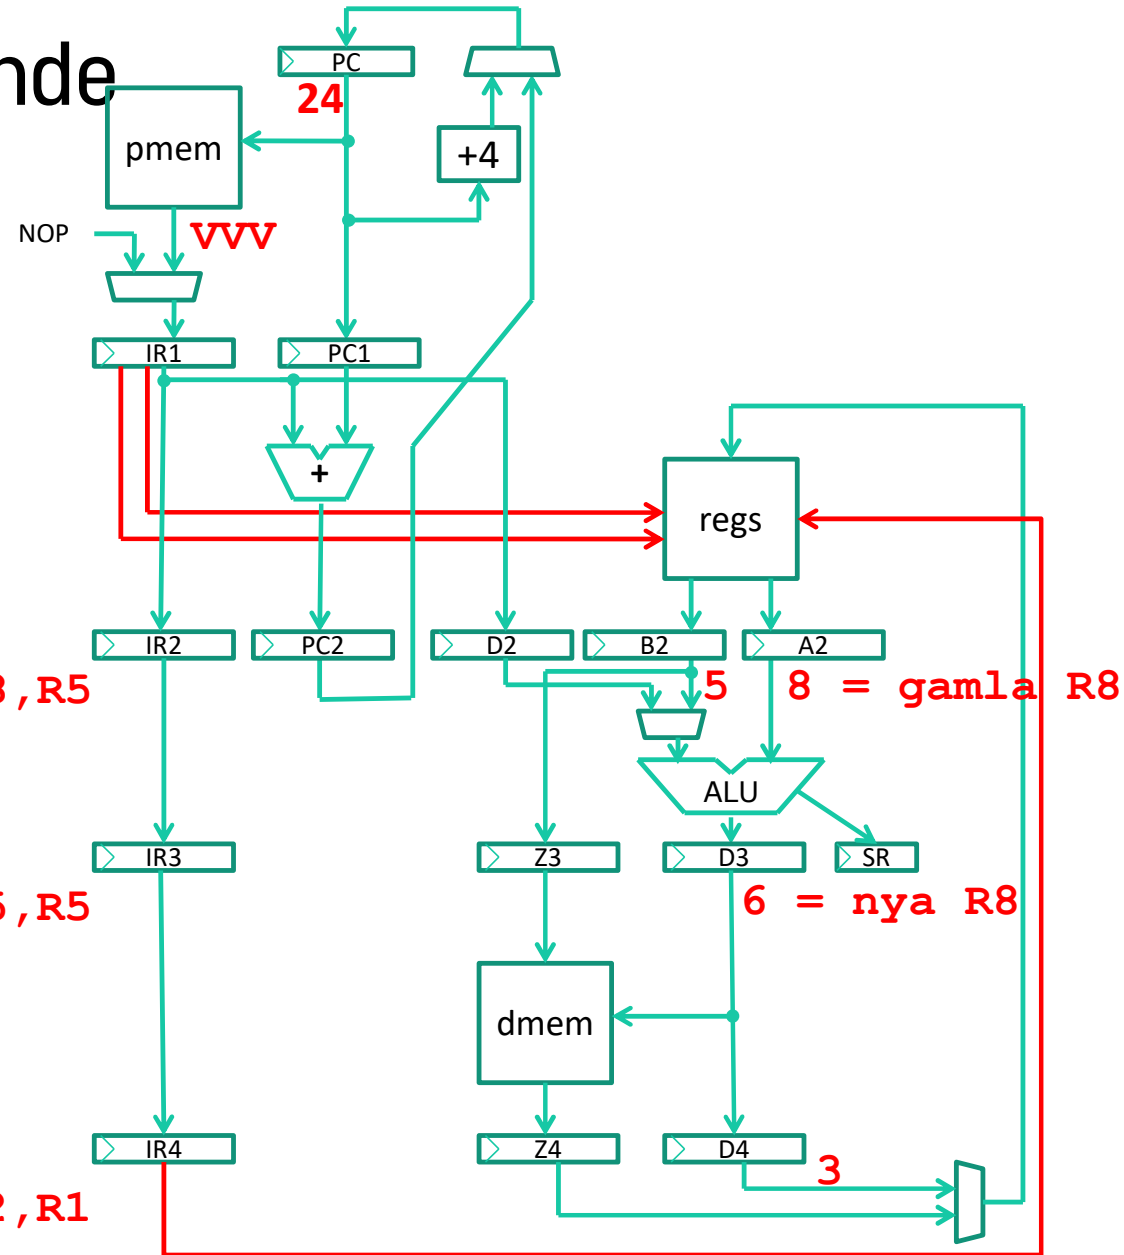 nde
PC
24
pmem
+4
NOP
vvv
IR1
PC1
+
regs
IR2
PC2
D2
B2
A2
,R5
5
8 = gamla R8
ALU
IR3
Z3
D3
SR
,R5
6 = nya R8
dmem
IR4
Z4
D4
3
,R1